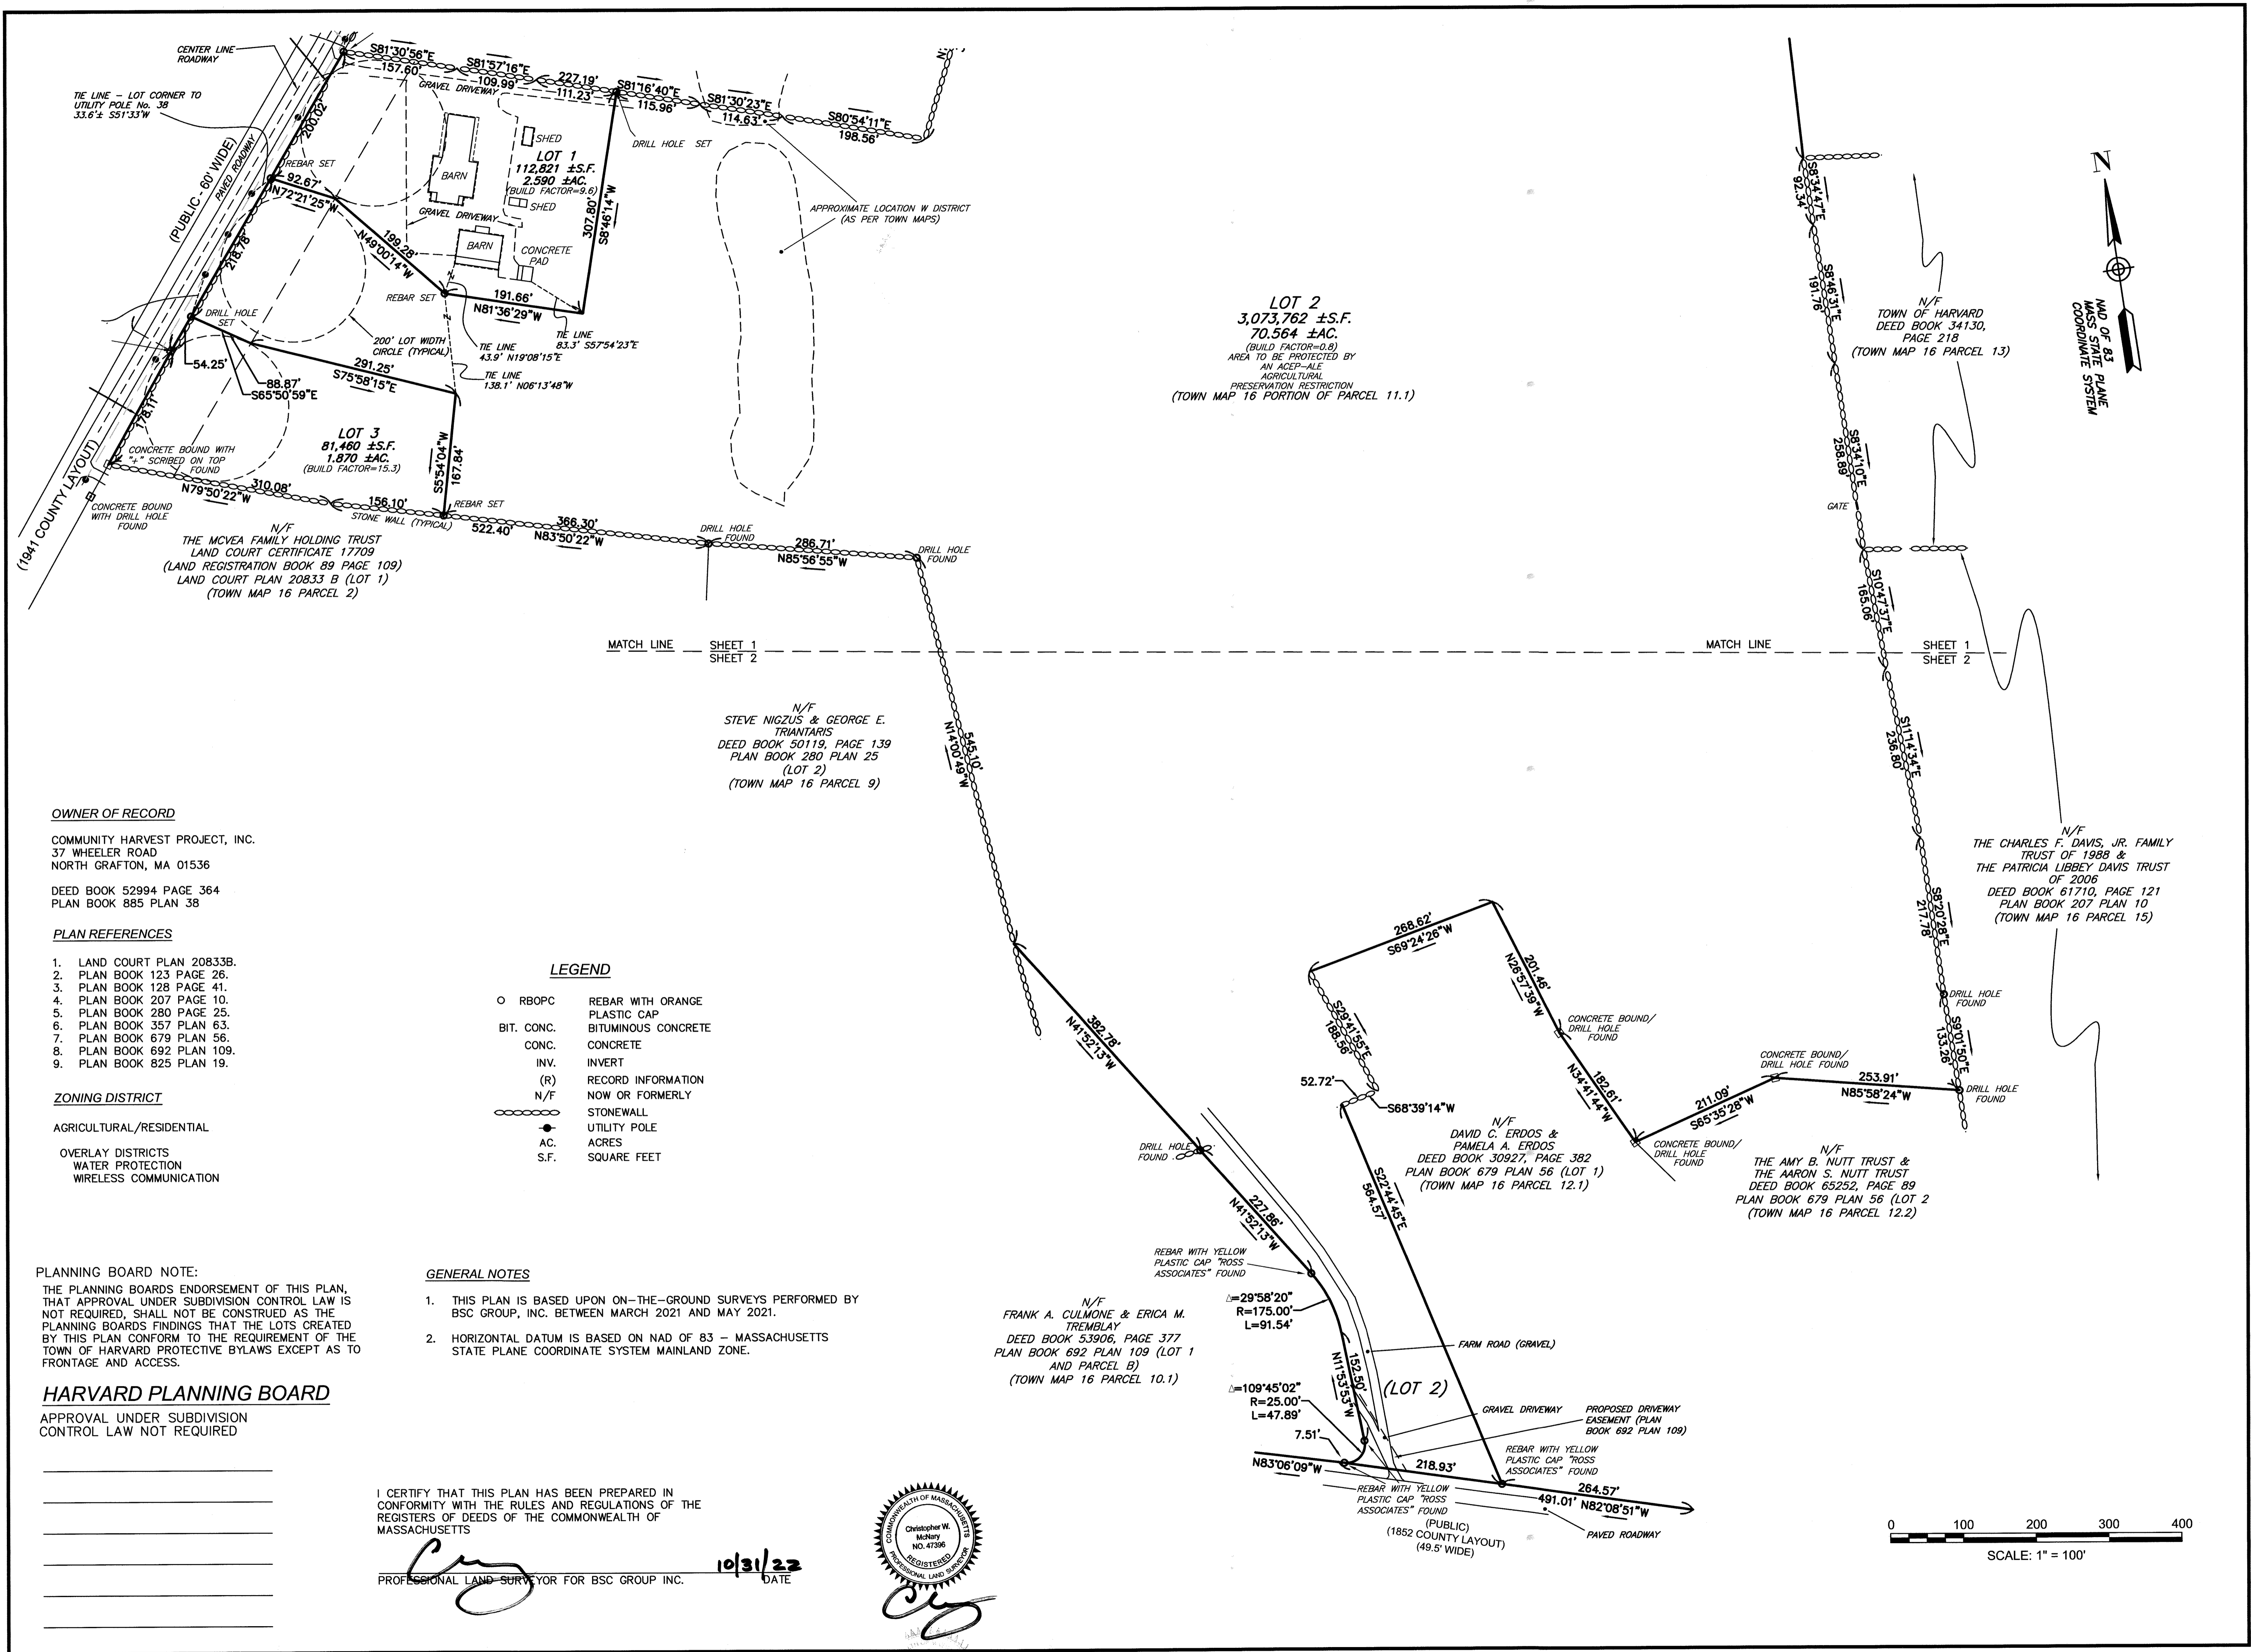 CENTER LINE
ROADWAY
TIE LINE – LOT CORNER TO
UTILITY POLE No. 38
33.6'± S51°33'W
(PUBLIC - 60' WIDE)
PAVED ROADWAY
(1941 COUNTY LAYOUT)
200.02'
218.78'
54.25'
178.11'
S81°30'56"E
157.60'
S81°57'16"E
109.99'
227.19'
111.23'
S81°16'40"E
115.96'
S81°30'23"E
114.63'
S80°54'11"E
198.56'
N
GRAVEL DRIVEWAY
SHED
DRILL HOLE SET
LOT 1
112,821 ±S.F.
2.590 ±AC.
(BUILD FACTOR=9.6)
BARN
SHED
GRAVEL DRIVEWAY
BARN
CONCRETE
PAD
307.80'
S8°46'14"W
REBAR SET
92.67'
N72°21'25"W
199.28'
N49°00'14"W
REBAR SET
191.66'
N81°36'29"W
TIE LINE
83.3' S57°54'23"E
TIE LINE
43.9' N19°08'15"E
TIE LINE
138.1' N06°13'48"W
200' LOT WIDTH
CIRCLE (TYPICAL)
APPROXIMATE LOCATION W DISTRICT
(AS PER TOWN MAPS)
DRILL HOLE
SET
88.87'
S65°50'59"E
291.25'
S75°58'15"E
LOT 3
81,460 ±S.F.
1.870 ±AC.
(BUILD FACTOR=15.3)
S5°54'04"W
167.84'
CONCRETE BOUND WITH
"+" SCRIBED ON TOP
FOUND
CONCRETE BOUND
WITH DRILL HOLE
FOUND
310.08'
N79°50'22"W
156.10'
STONE WALL (TYPICAL)
REBAR SET
522.40'
366.30'
N83°50'22"W
DRILL HOLE
FOUND
286.71'
N85°56'55"W
DRILL HOLE
FOUND
N/F
THE MCVEA FAMILY HOLDING TRUST
LAND COURT CERTIFICATE 17709
(LAND REGISTRATION BOOK 89 PAGE 109)
LAND COURT PLAN 20833 B (LOT 1)
(TOWN MAP 16 PARCEL 2)
LOT 2
3,073,762 ±S.F.
70.564 ±AC.
(BUILD FACTOR=0.8)
AREA TO BE PROTECTED BY
AN ACEP-ALE
AGRICULTURAL
PRESERVATION RESTRICTION
(TOWN MAP 16 PORTION OF PARCEL 11.1)
S8°34'47"E
92.34'
S8°46'31"E
191.76'
S8°34'10"E
258.89'
GATE
S10°47'37"E
165.06'
N/F
TOWN OF HARVARD
DEED BOOK 34130,
PAGE 218
(TOWN MAP 16 PARCEL 13)
N
NAD OF 83
MASS STATE PLANE
COORDINATE SYSTEM
MATCH LINE
SHEET 1
SHEET 2
MATCH LINE
SHEET 1
SHEET 2
N/F
STEVE NIGZUS & GEORGE E.
TRIANTARIS
DEED BOOK 50119, PAGE 139
PLAN BOOK 280 PLAN 25
(LOT 2)
(TOWN MAP 16 PARCEL 9)
545.10'
N14°00'49"W
S11°14'34"E
236.80'
S8°20'28"E
217.78'
DRILL HOLE
FOUND
S9°01'50"E
133.26'
DRILL HOLE
FOUND
N/F
THE CHARLES F. DAVIS, JR. FAMILY
TRUST OF 1988 &
THE PATRICIA LIBBEY DAVIS TRUST
OF 2006
DEED BOOK 61710, PAGE 121
PLAN BOOK 207 PLAN 10
(TOWN MAP 16 PARCEL 15)
OWNER OF RECORD
COMMUNITY HARVEST PROJECT, INC.
37 WHEELER ROAD
NORTH GRAFTON, MA 01536
DEED BOOK 52994 PAGE 364
PLAN BOOK 885 PLAN 38
PLAN REFERENCES
1. LAND COURT PLAN 20833B.
2. PLAN BOOK 123 PAGE 26.
3. PLAN BOOK 128 PAGE 41.
4. PLAN BOOK 207 PAGE 10.
5. PLAN BOOK 280 PAGE 25.
6. PLAN BOOK 357 PLAN 63.
7. PLAN BOOK 679 PLAN 56.
8. PLAN BOOK 692 PLAN 109.
9. PLAN BOOK 825 PLAN 19.
ZONING DISTRICT
AGRICULTURAL/RESIDENTIAL
OVERLAY DISTRICTS
WATER PROTECTION
WIRELESS COMMUNICATION
LEGEND
RBOPC REBAR WITH ORANGE
PLASTIC CAP
BIT. CONC. BITUMINOUS CONCRETE
CONC. CONCRETE
INV. INVERT
(R) RECORD INFORMATION
N/F NOW OR FORMERLY
STONEWALL
UTILITY POLE
AC. ACRES
S.F. SQUARE FEET
382.78'
N41°52'13"W
DRILL HOLE
FOUND
227.86'
N41°52'13"W
268.62'
S69°24'26"W
201.46'
N26°57'39"W
S29°41'55"E
188.56'
52.72'
S68°39'14"W
CONCRETE BOUND/
DRILL HOLE
FOUND
182.61'
N34°41'44"W
CONCRETE BOUND/
DRILL HOLE FOUND
211.09'
S65°35'28"W
253.91'
N85°58'24"W
CONCRETE BOUND/
DRILL HOLE
FOUND
N/F
DAVID C. ERDOS &
PAMELA A. ERDOS
DEED BOOK 30927, PAGE 382
PLAN BOOK 679 PLAN 56 (LOT 1)
(TOWN MAP 16 PARCEL 12.1)
N/F
THE AMY B. NUTT TRUST &
THE AARON S. NUTT TRUST
DEED BOOK 65252, PAGE 89
PLAN BOOK 679 PLAN 56 (LOT 2
(TOWN MAP 16 PARCEL 12.2)
S22°44'45"E
564.57'
REBAR WITH YELLOW
PLASTIC CAP "ROSS
ASSOCIATES" FOUND
△=29°58'20"
R=175.00'
L=91.54'
152.50'
N11°53'53"W
△=109°45'02"
R=25.00'
L=47.89'
7.51'
N83°06'09"W
218.93'
FARM ROAD (GRAVEL)
(LOT 2)
GRAVEL DRIVEWAY
PROPOSED DRIVEWAY
EASEMENT (PLAN
BOOK 692 PLAN 109)
REBAR WITH YELLOW
PLASTIC CAP "ROSS
ASSOCIATES" FOUND
264.57'
491.01' N82°08'51"W
PAVED ROADWAY
REBAR WITH YELLOW
PLASTIC CAP "ROSS
ASSOCIATES" FOUND
(PUBLIC)
(1852 COUNTY LAYOUT)
(49.5' WIDE)
N/F
FRANK A. CULMONE & ERICA M.
TREMBLAY
DEED BOOK 53906, PAGE 377
PLAN BOOK 692 PLAN 109 (LOT 1
AND PARCEL B)
(TOWN MAP 16 PARCEL 10.1)
PLANNING BOARD NOTE:
THE PLANNING BOARDS ENDORSEMENT OF THIS PLAN,
THAT APPROVAL UNDER SUBDIVISION CONTROL LAW IS
NOT REQUIRED, SHALL NOT BE CONSTRUED AS THE
PLANNING BOARDS FINDINGS THAT THE LOTS CREATED
BY THIS PLAN CONFORM TO THE REQUIREMENT OF THE
TOWN OF HARVARD PROTECTIVE BYLAWS EXCEPT AS TO
FRONTAGE AND ACCESS.
HARVARD PLANNING BOARD
APPROVAL UNDER SUBDIVISION
CONTROL LAW NOT REQUIRED
GENERAL NOTES
1. THIS PLAN IS BASED UPON ON-THE-GROUND SURVEYS PERFORMED BY
BSC GROUP, INC. BETWEEN MARCH 2021 AND MAY 2021.
2. HORIZONTAL DATUM IS BASED ON NAD OF 83 – MASSACHUSETTS
STATE PLANE COORDINATE SYSTEM MAINLAND ZONE.
I CERTIFY THAT THIS PLAN HAS BEEN PREPARED IN
CONFORMITY WITH THE RULES AND REGULATIONS OF THE
REGISTERS OF DEEDS OF THE COMMONWEALTH OF
MASSACHUSETTS
10/31/22
PROFESSIONAL LAND SURVEYOR FOR BSC GROUP INC. DATE
COMMONWEALTH OF MASSACHUSETTS
Christopher W.
McNary
NO. 47396
REGISTERED
PROFESSIONAL LAND SURVEYOR
0 100 200 300 400
SCALE: 1" = 100'